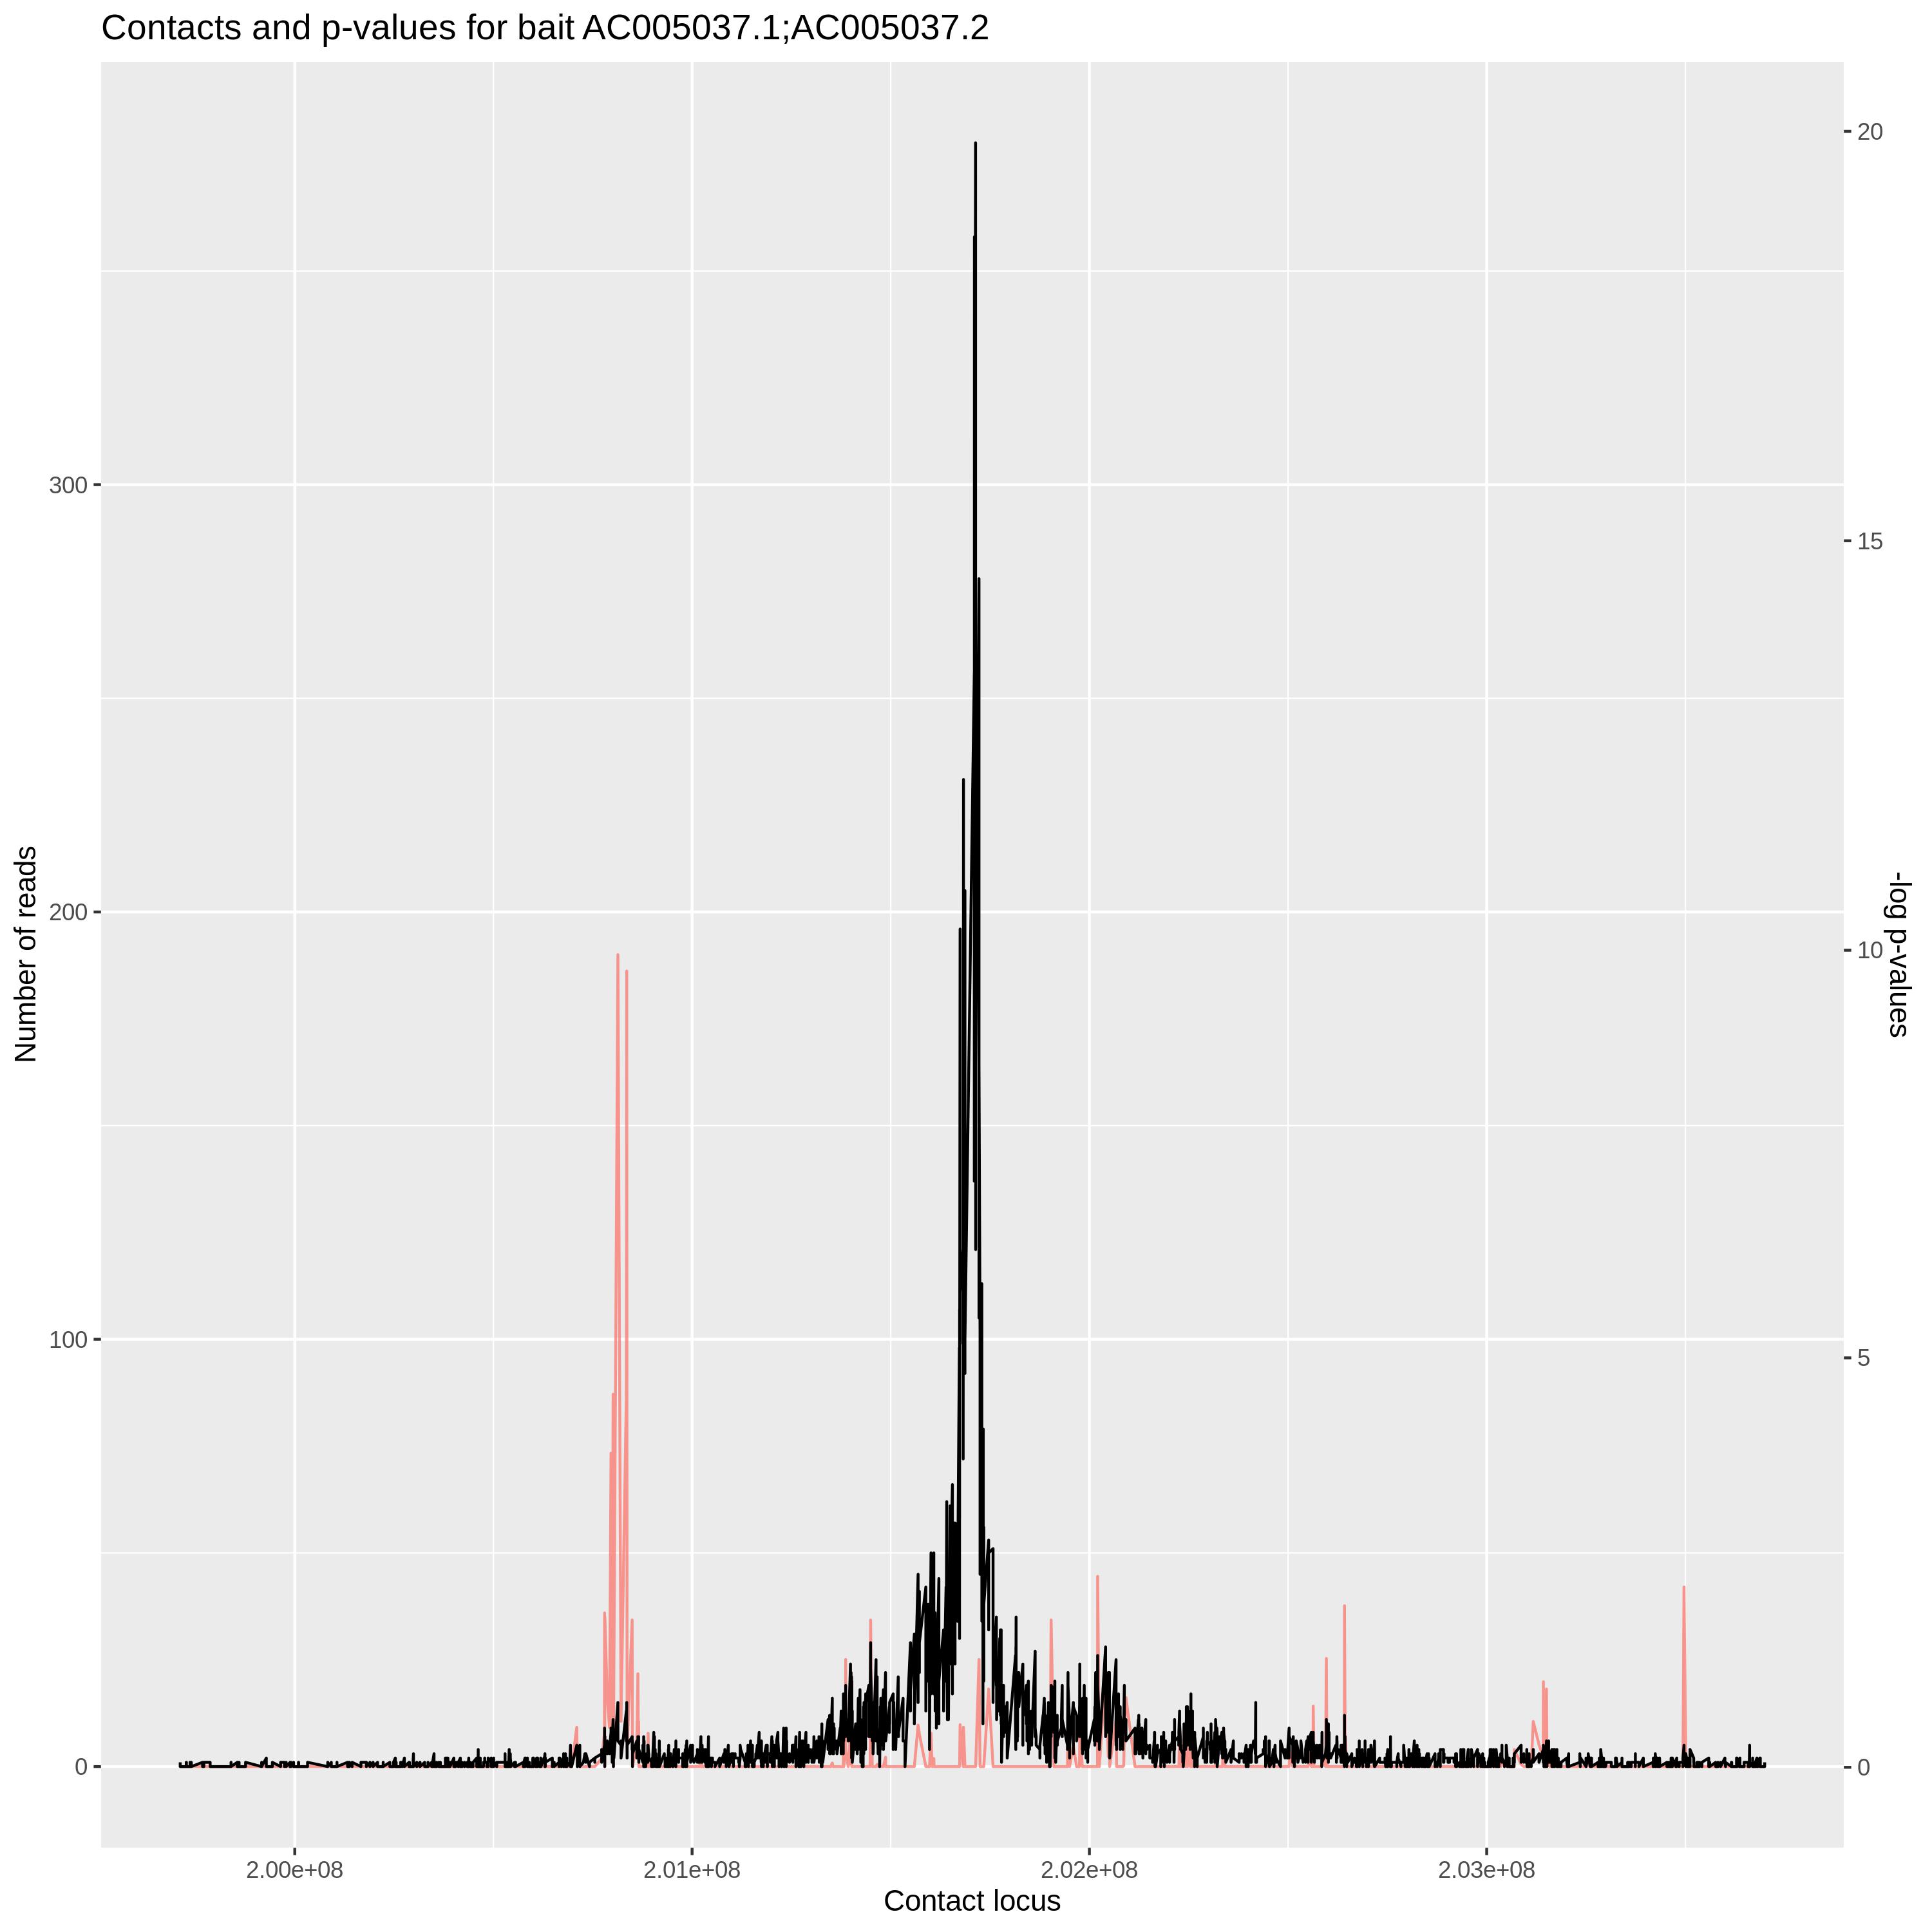 Contacts and p-values for bait AC005037.1;AC005037.2
Number of reads
300
200
100
0
20
15
10
5
0
-log p-values
2.00e+08
2.01e+08
2.02e+08
2.03e+08
Contact locus